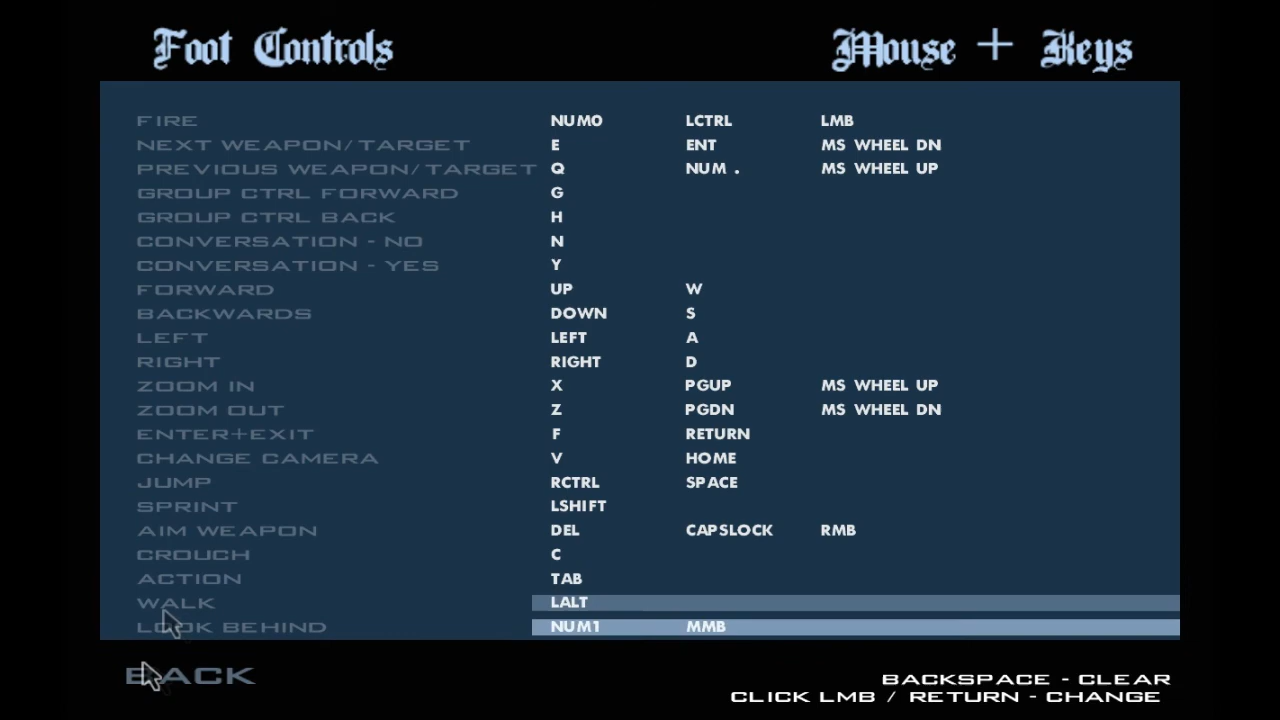 Foot Controls Mouse + Keys
FIRE NUM0 LCTRL LMB
NEXT WEAPON/TARGET E ENT MS WHEEL DN
PREVIOUS WEAPON/TARGET Q NUM . MS WHEEL UP
GROUP CTRL FORWARD G
GROUP CTRL BACK H
CONVERSATION - NO N
CONVERSATION - YES Y
FORWARD UP W
BACKWARDS DOWN S
LEFT LEFT A
RIGHT RIGHT D
ZOOM IN X PGUP MS WHEEL UP
ZOOM OUT Z PGDN MS WHEEL DN
ENTER+EXIT F RETURN
CHANGE CAMERA V HOME
JUMP RCTRL SPACE
SPRINT LSHIFT
AIM WEAPON DEL CAPSLOCK RMB
CROUCH C
ACTION TAB
WALK LALT
LOOK BEHIND NUM1 MMB
BACK
BACKSPACE - CLEAR
CLICK LMB / RETURN - CHANGE